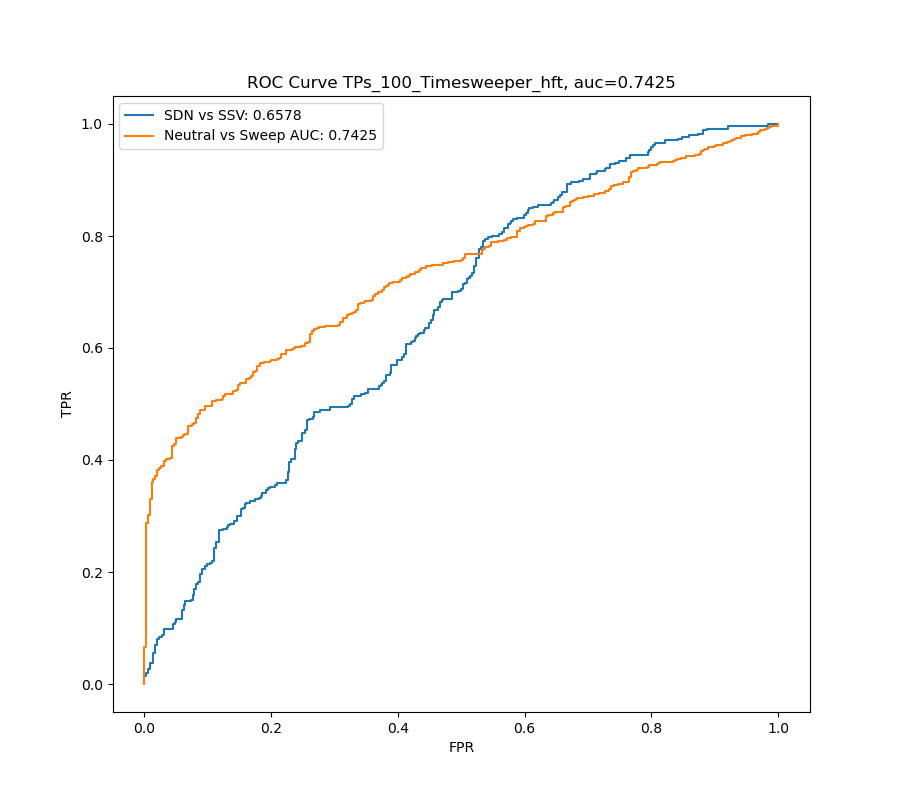 ROC Curve TPs_100_Timesweeper_hft, auc=0.7425
SDN vs SSV: 0.6578
Neutral vs Sweep AUC: 0.7425
TPR
1.0
0.8
0.6
0.4
0.2
0.0
0.0 0.2 0.4 0.6 0.8 1.0
FPR